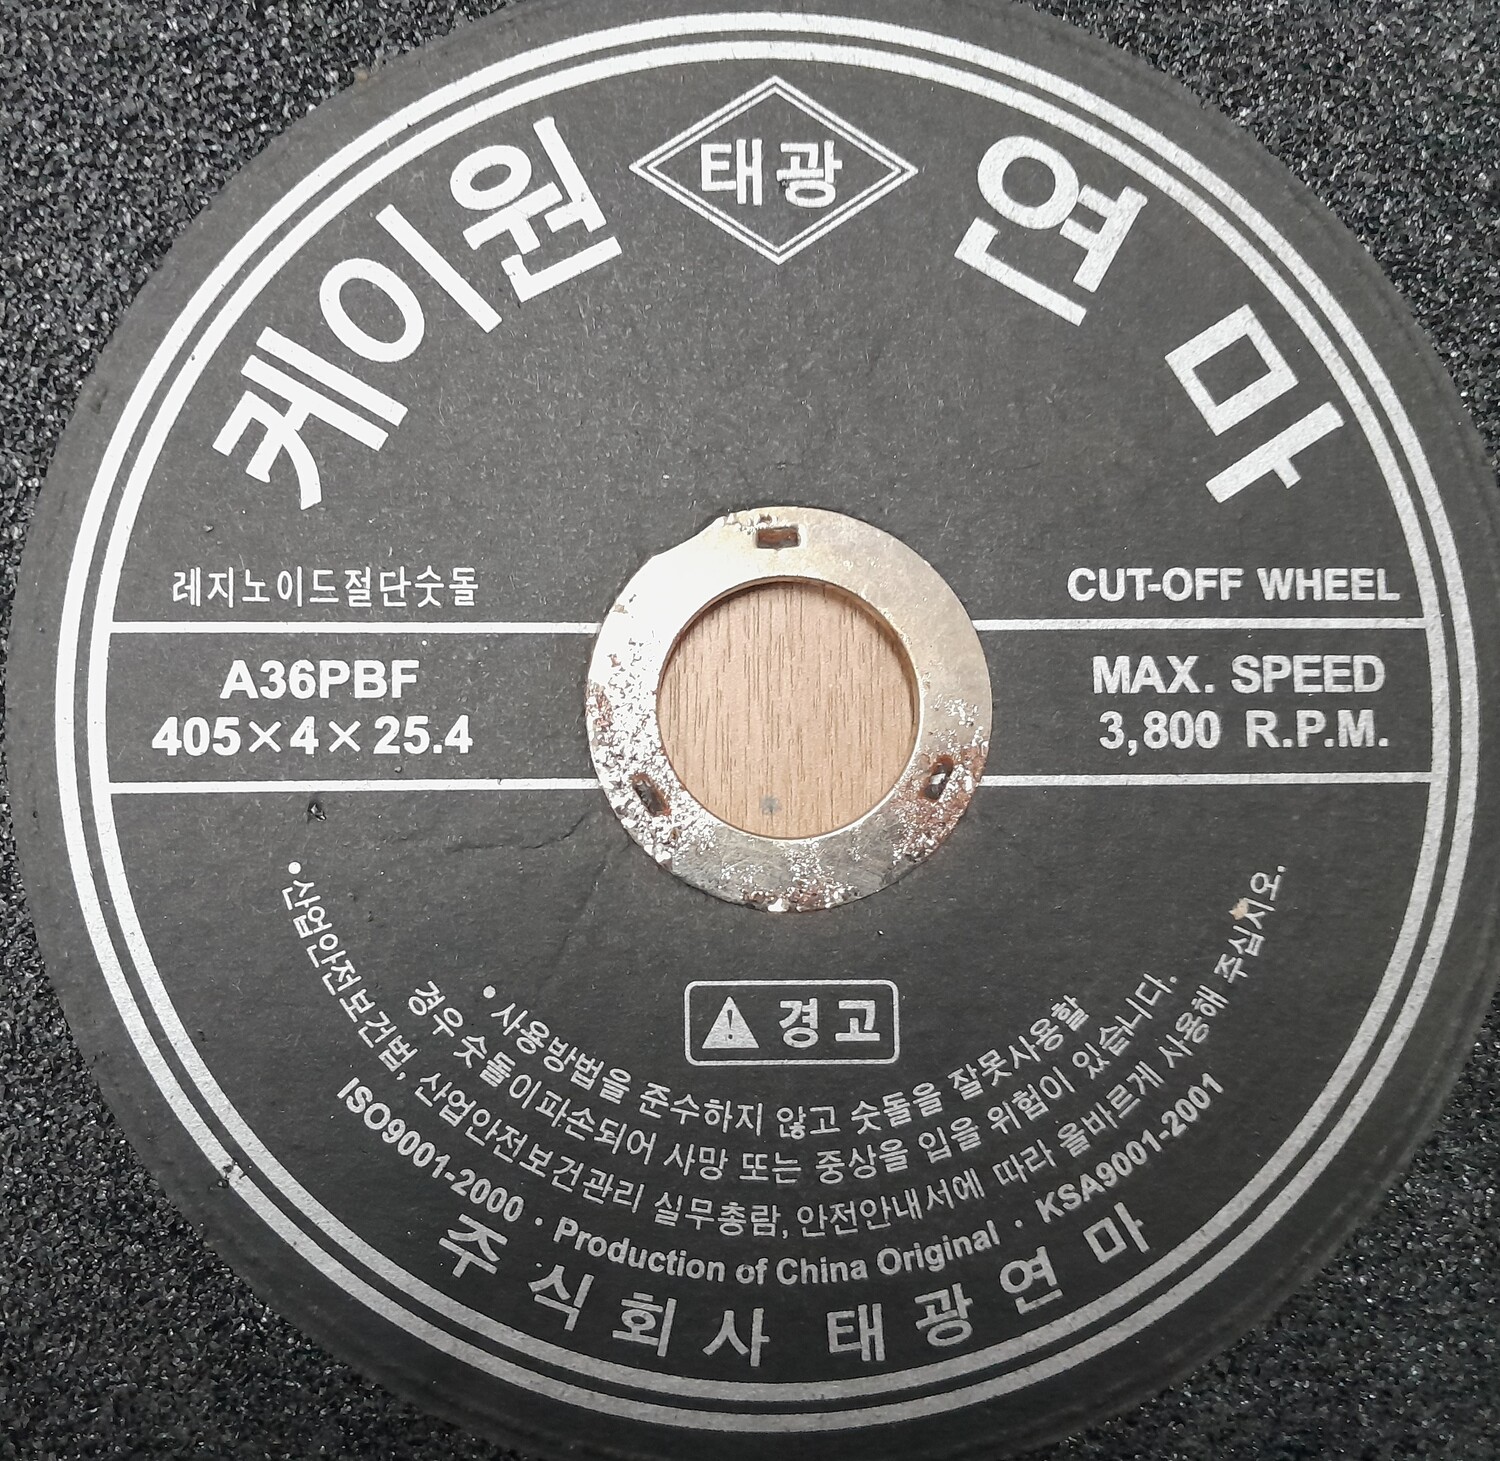 케이원 연마
태광
레지노이드절단숫돌
CUT-OFF WHEEL
A36PBF
405×4×25.4
MAX. SPEED
3,800 R.P.M.
경고
• 사용방법을 준수하지 않고 숫돌을 잘못사용할
경우 숫돌이파손되어 사망 또는 중상을 입을 위험이 있습니다.
•산업안전보건법, 산업안전보건관리 실무총람, 안전안내서에 따라 올바르게 사용해 주십시오.
ISO9001-2000 · Production of China Original · KSA9001-2001
주식회사 태광연마